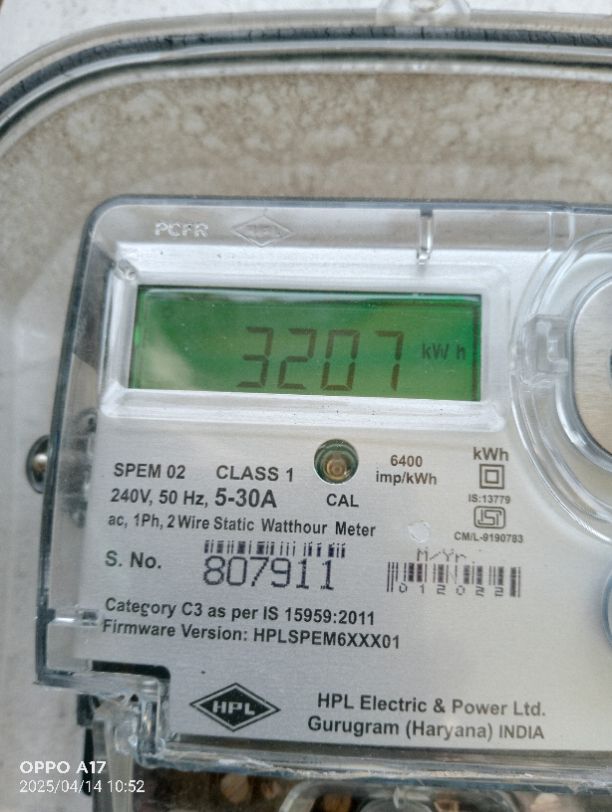 PCFR HPL
3207 kWh
SPEM 02 CLASS 1
240V, 50 Hz, 5-30A
ac, 1Ph, 2 Wire Static Watthour Meter
CAL
6400
imp/kWh
kWh
IS:13779
ISI
CM/L-9190783
S. No.
807911
M/Yr
012022
Category C3 as per IS 15959:2011
Firmware Version: HPLSPEM6XXX01
HPL
HPL Electric & Power Ltd.
Gurugram (Haryana) INDIA
OPPO A17
2025/04/14 10:52